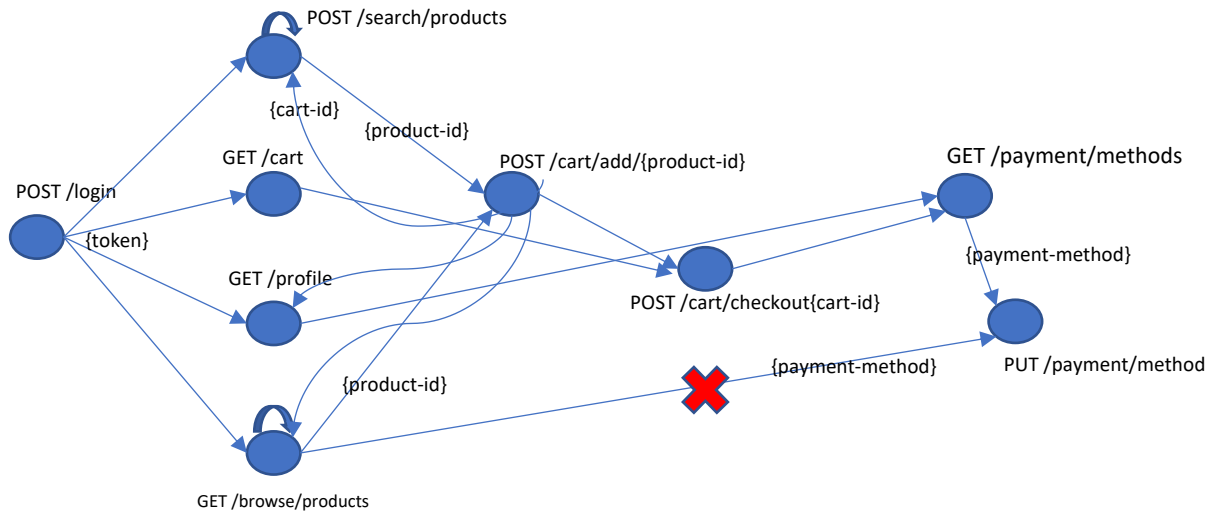 POST /search/products
{cart-id}
{product-id}
GET /cart
POST /cart/add/{product-id}
GET /payment/methods
POST /login
{token}
{payment-method}
GET /profile
POST /cart/checkout{cart-id}
{payment-method}
PUT /payment/method
{product-id}
GET /browse/products